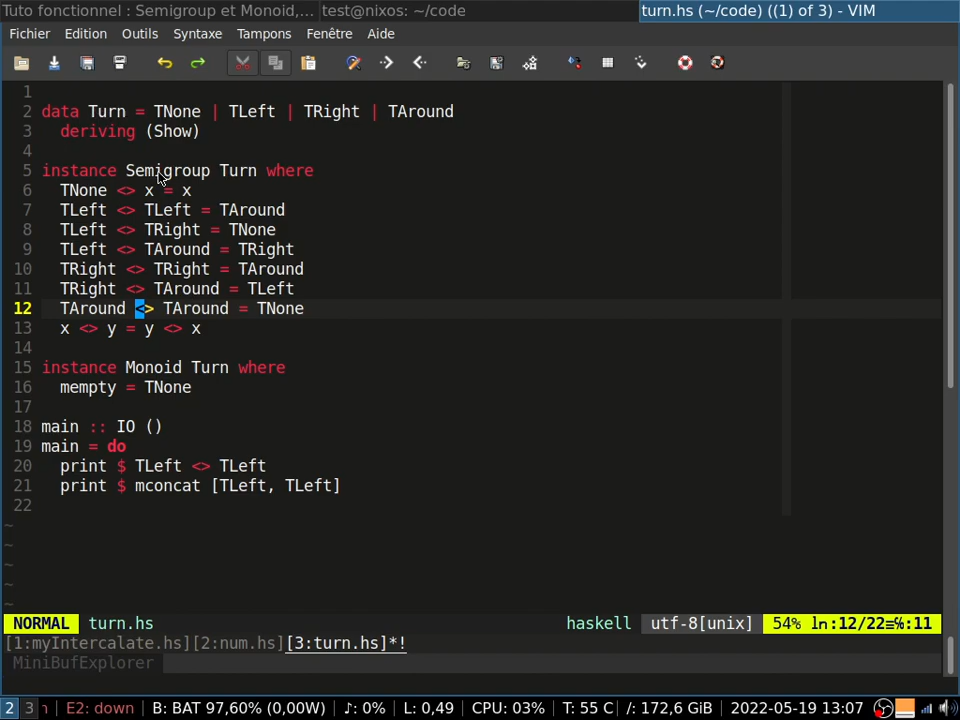 Tuto fonctionnel : Semigroup et Monoid,... test@nixos: ~/code turn.hs (~/code) ((1) of 3) - VIM
Fichier Edition Outils Syntaxe Tampons Fenêtre Aide
1
2 data Turn = TNone | TLeft | TRight | TAround
3 deriving (Show)
4
5 instance Semigroup Turn where
6 TNone <> x = x
7 TLeft <> TLeft = TAround
8 TLeft <> TRight = TNone
9 TLeft <> TAround = TRight
10 TRight <> TRight = TAround
11 TRight <> TAround = TLeft
12 TAround <> TAround = TNone
13 x <> y = y <> x
14
15 instance Monoid Turn where
16 mempty = TNone
17
18 main :: IO ()
19 main = do
20 print $ TLeft <> TLeft
21 print $ mconcat [TLeft, TLeft]
22
~
~
~
~
~
NORMAL turn.hs haskell utf-8[unix] 54% ln:12/22≡℅:11
[1:myIntercalate.hs][2:num.hs][3:turn.hs]*!
MiniBufExplorer
2 3 | E2: down | B: BAT 97,60% (0,00W) | ♪: 0% | L: 0,49 | CPU: 03% | T: 55 C | /: 172,6 GiB | 2022-05-19 13:07